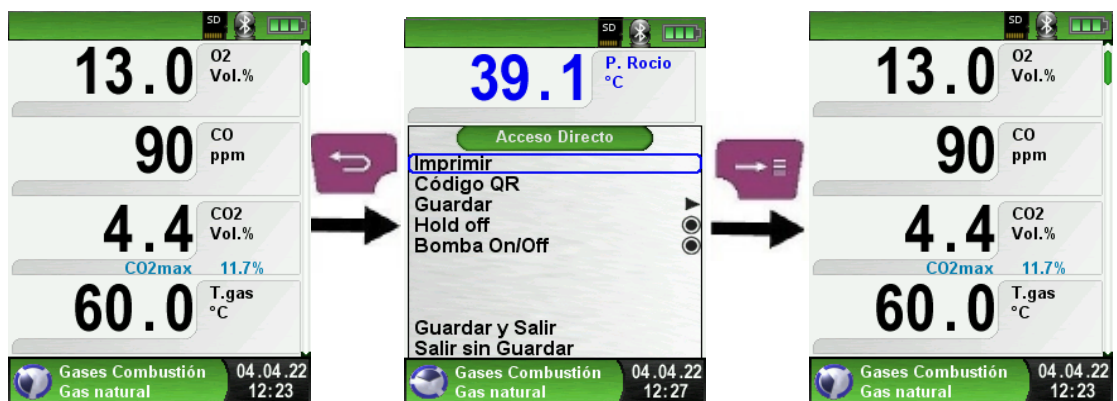 SD
13.0 O2 Vol.%
90 CO ppm
4.4 CO2 Vol.%
CO2max 11.7%
60.0 T.gas °C
Gases Combustión 04.04.22
Gas natural 12:23
SD
39.1 P. Rocio °C
Acceso Directo
Imprimir
Código QR
Guardar
Hold off
Bomba On/Off
Guardar y Salir
Salir sin Guardar
Gases Combustión 04.04.22
Gas natural 12:27
SD
13.0 O2 Vol.%
90 CO ppm
4.4 CO2 Vol.%
CO2max 11.7%
60.0 T.gas °C
Gases Combustión 04.04.22
Gas natural 12:23